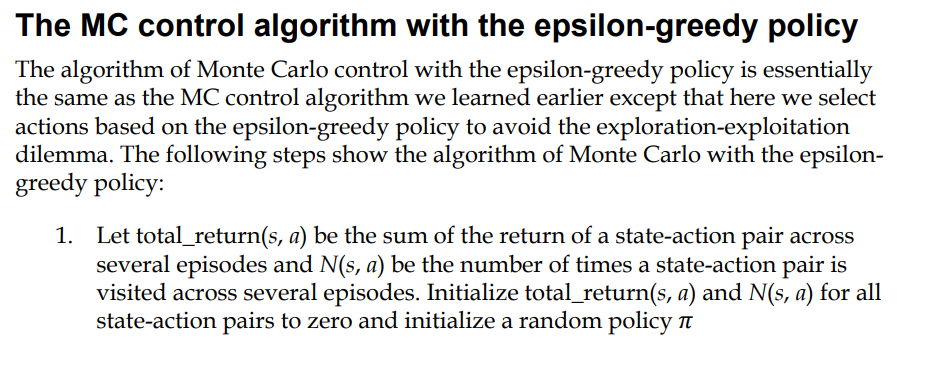 The MC control algorithm with the epsilon-greedy policy
The algorithm of Monte Carlo control with the epsilon-greedy policy is essentially
the same as the MC control algorithm we learned earlier except that here we select
actions based on the epsilon-greedy policy to avoid the exploration-exploitation
dilemma. The following steps show the algorithm of Monte Carlo with the epsilon-
greedy policy:
1. Let total_return(s, a) be the sum of the return of a state-action pair across
several episodes and N(s, a) be the number of times a state-action pair is
visited across several episodes. Initialize total_return(s, a) and N(s, a) for all
state-action pairs to zero and initialize a random policy π